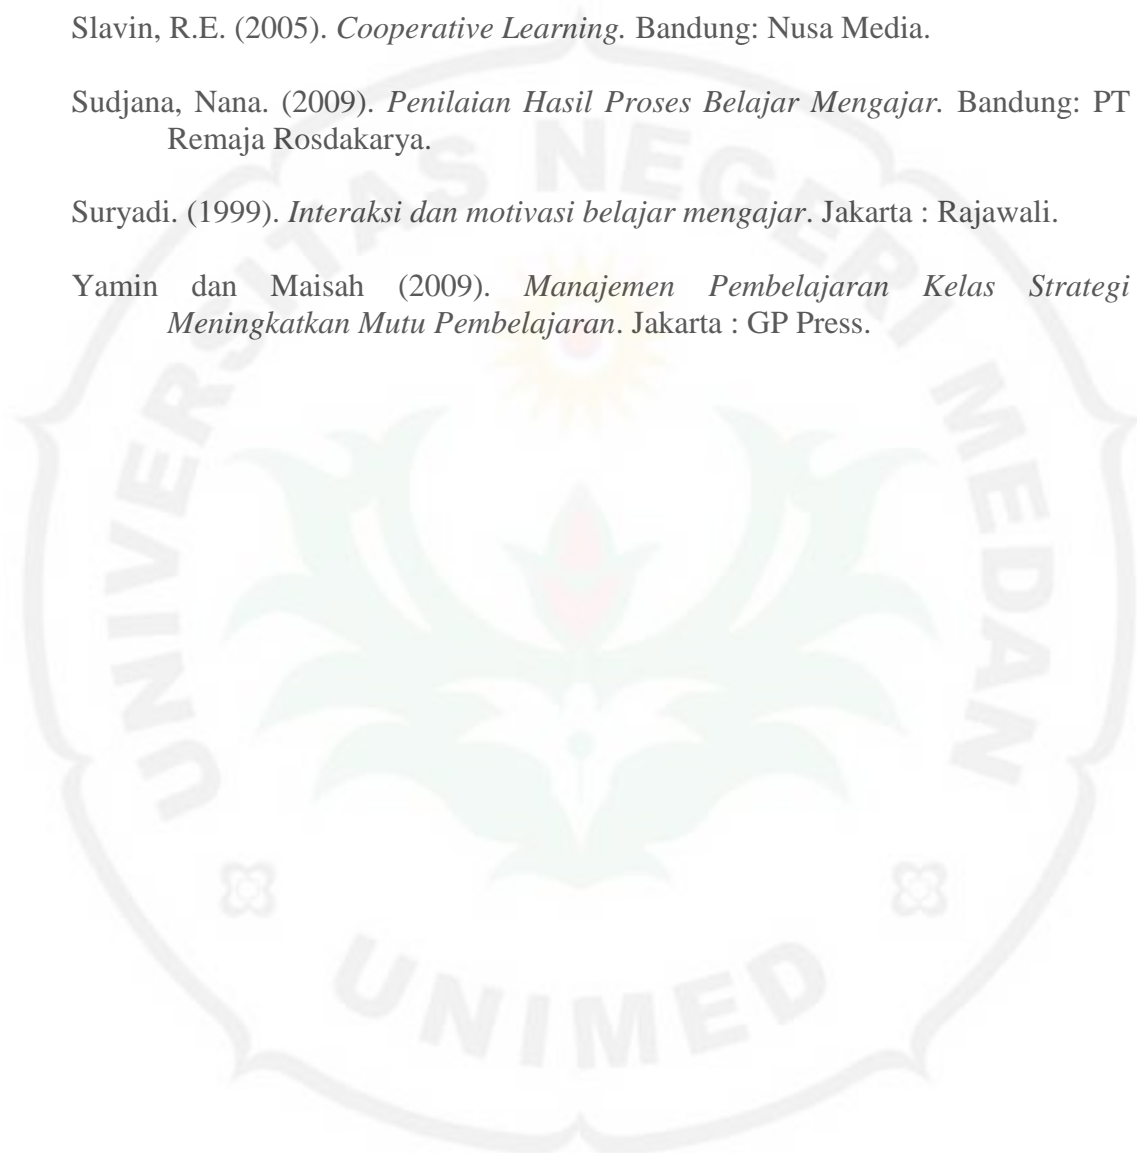 Slavin, R.E. (2005). Cooperative Learning. Bandung: Nusa Media.
Sudjana, Nana. (2009). Penilaian Hasil Proses Belajar Mengajar. Bandung: PT
Remaja Rosdakarya.
Suryadi. (1999). Interaksi dan motivasi belajar mengajar. Jakarta : Rajawali.
Yamin dan Maisah (2009). Manajemen Pembelajaran Kelas Strategi
Meningkatkan Mutu Pembelajaran. Jakarta : GP Press.
UNIVERSITAS NEGERI MEDAN
UNIMED